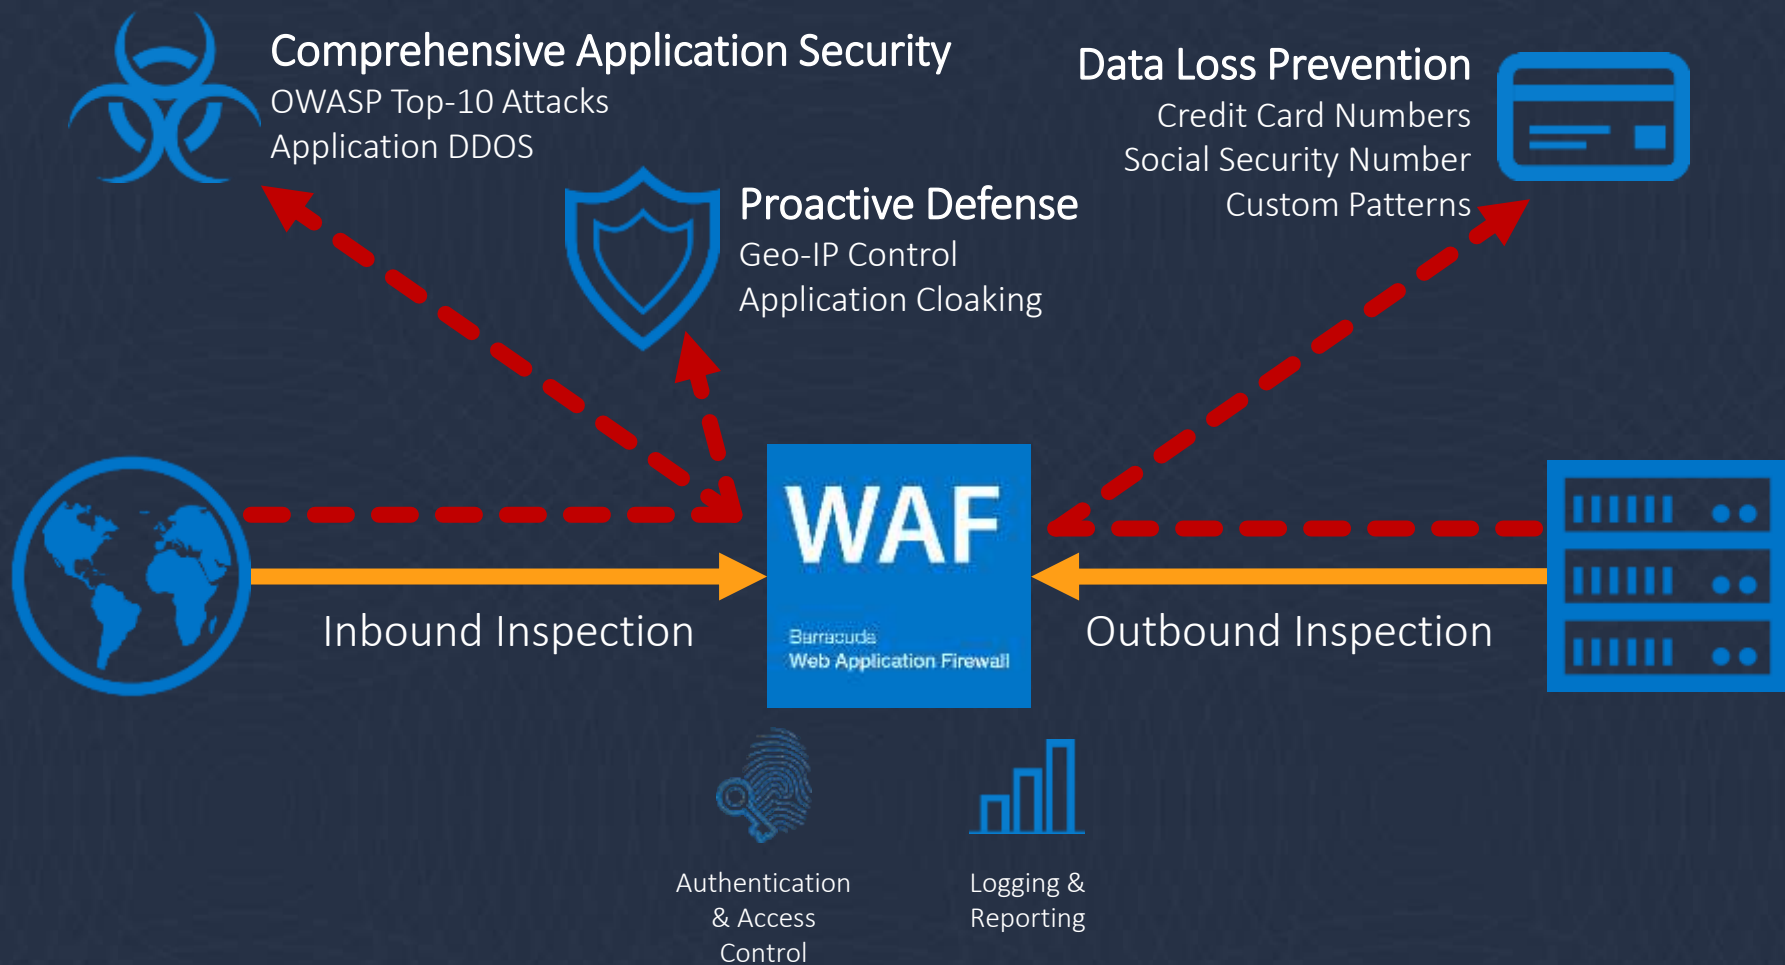 Comprehensive Application Security
OWASP Top-10 Attacks
Application DDOS
Data Loss Prevention
Credit Card Numbers
Social Security Number
Custom Patterns
Proactive Defense
Geo-IP Control
Application Cloaking
WAF
Barracuda
Web Application Firewall
Inbound Inspection
Outbound Inspection
Authentication
& Access
Control
Logging &
Reporting